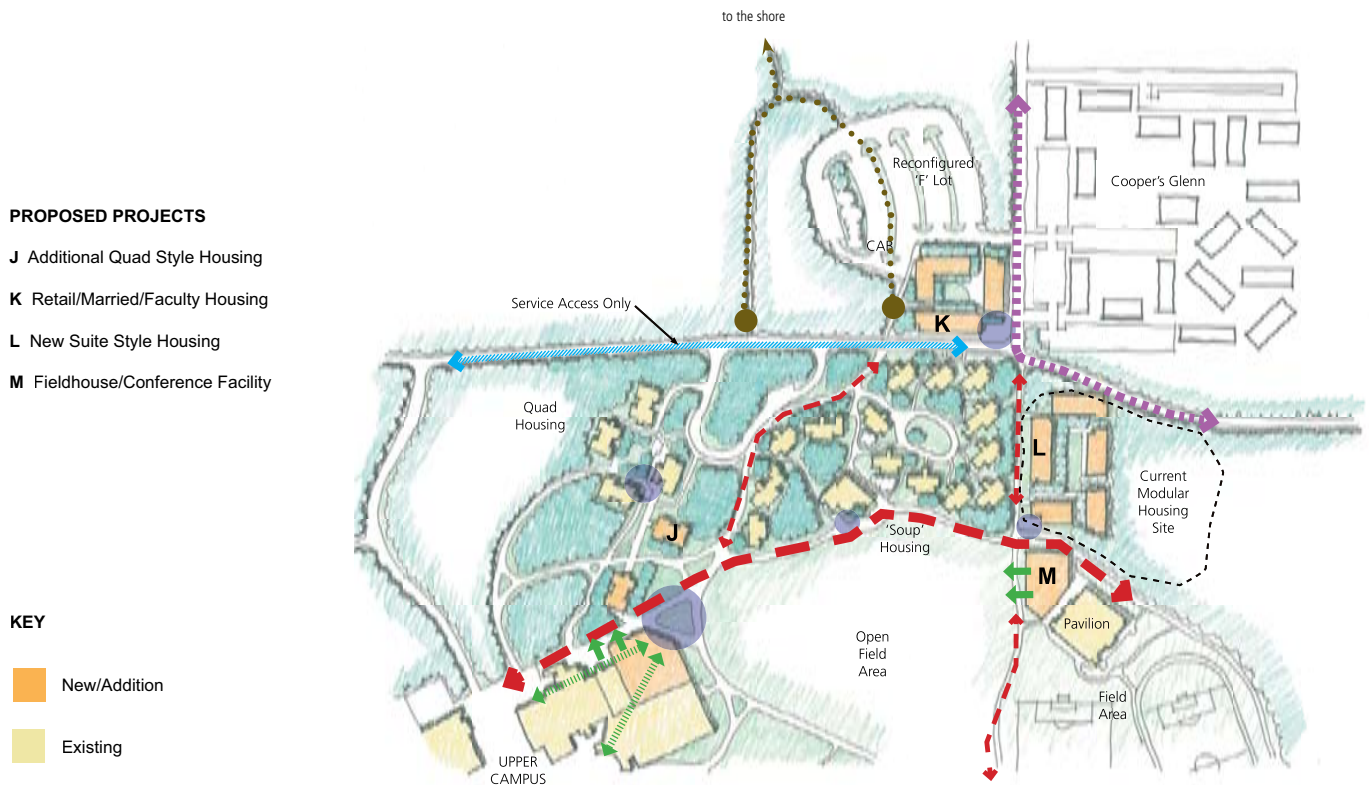 to the shore
PROPOSED PROJECTS
J Additional Quad Style Housing
K Retail/Married/Faculty Housing
L New Suite Style Housing
M Fieldhouse/Conference Facility
KEY
New/Addition
Existing
Reconfigured
'F' Lot
Cooper's Glenn
CAR
Service Access Only
K
Quad
Housing
L
Current
Modular
Housing
Site
J
'Soup'
Housing
M
Pavilion
Open
Field
Area
Field
Area
UPPER
CAMPUS